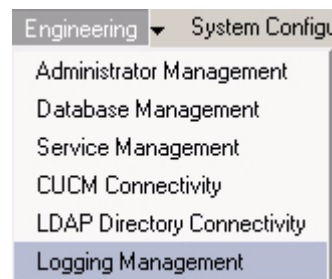 Engineering System Configu
Administrator Management
Database Management
Service Management
CUCM Connectivity
LDAP Directory Connectivity
Logging Management